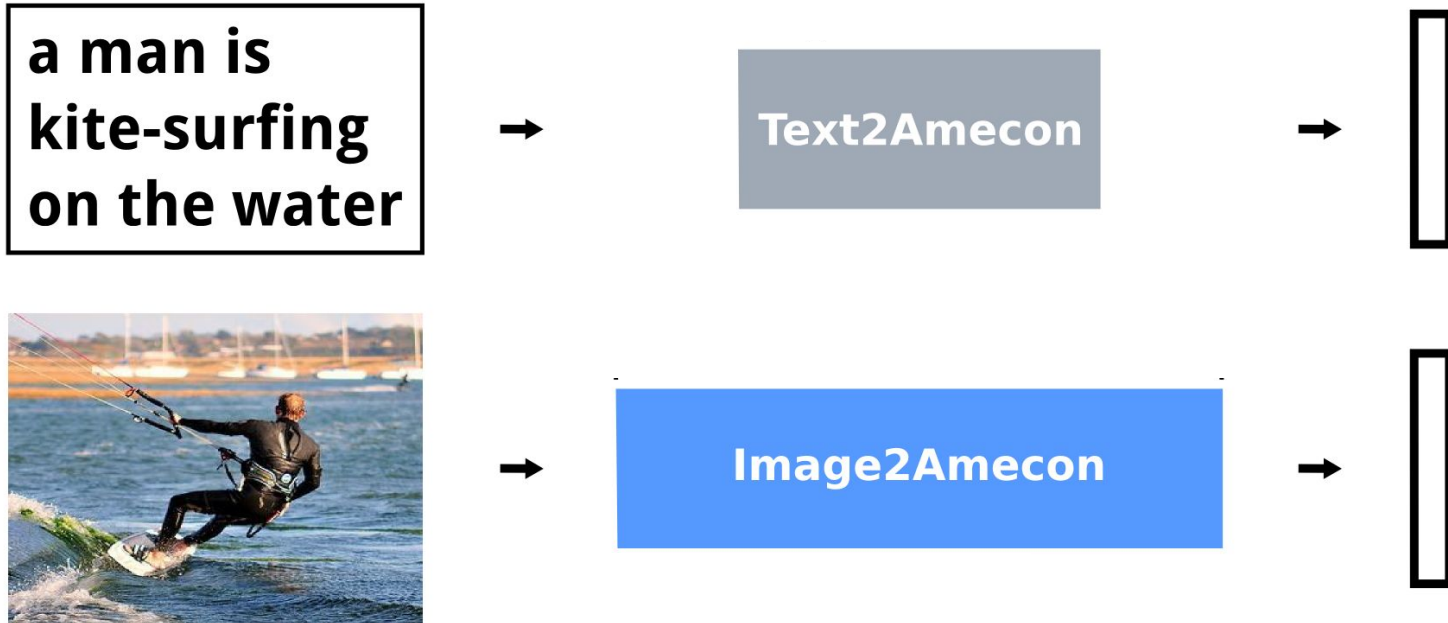 a man is
kite-surfing
on the water
Text2Amecon
Image2Amecon